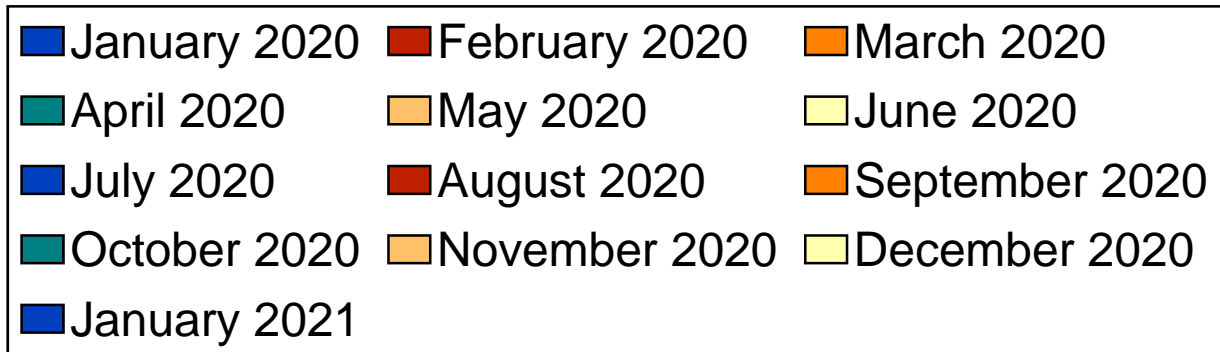 January 2020 February 2020 March 2020
April 2020 May 2020 June 2020
July 2020 August 2020 September 2020
October 2020 November 2020 December 2020
January 2021